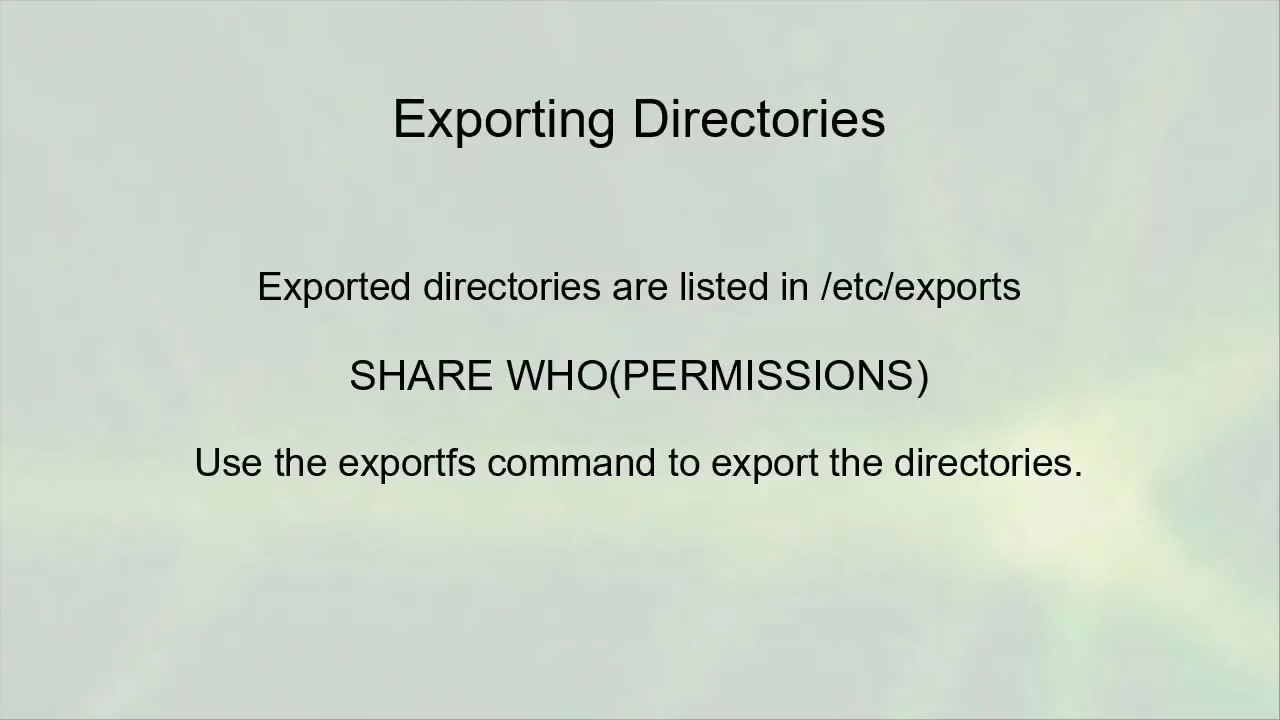 Exporting Directories
Exported directories are listed in /etc/exports
SHARE WHO(PERMISSIONS)
Use the exportfs command to export the directories.